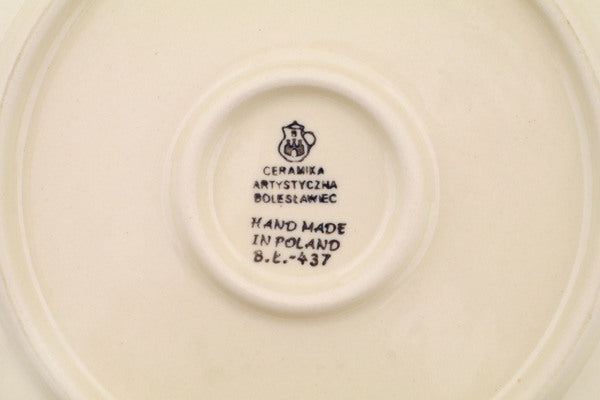 CERAMIKA
ARTYSTYCZNA
BOLESŁAWIEC
HAND MADE
IN POLAND
B.Ł.-437